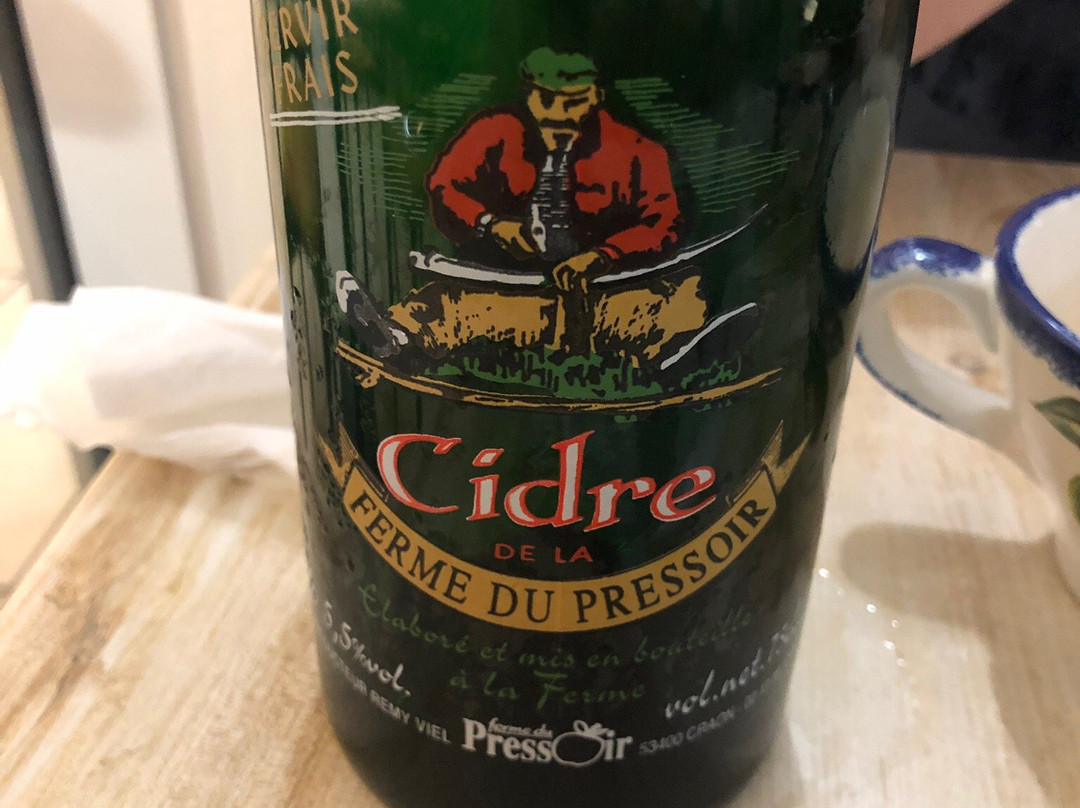 SERVIR
FRAIS
Cidre
DE LA
FERME DU PRESSOIR
Elaboré et mis en bouteille
à la Ferme
5,5%vol.
vol.net.75
REMY VIEL
ferme du
Pressoir
53400 CRAON